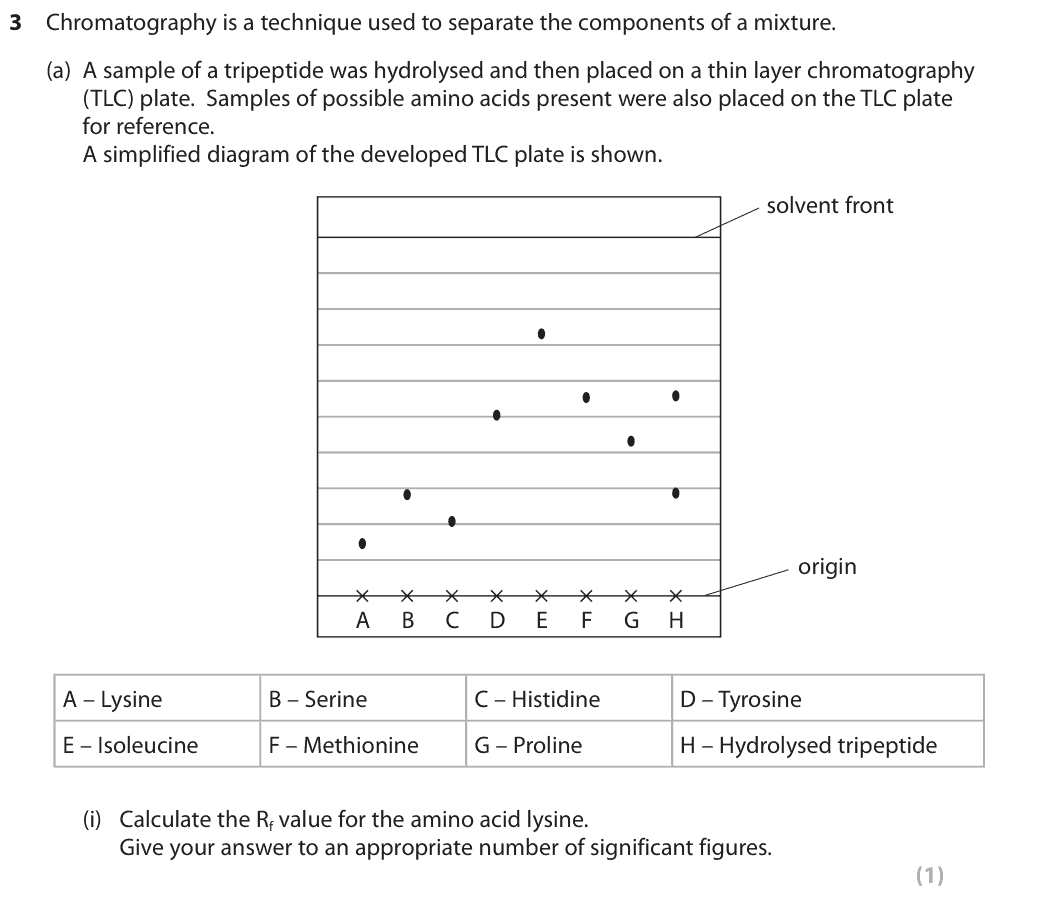 3 Chromatography is a technique used to separate the components of a mixture.
(a) A sample of a tripeptide was hydrolysed and then placed on a thin layer chromatography
(TLC) plate. Samples of possible amino acids present were also placed on the TLC plate
for reference.
A simplified diagram of the developed TLC plate is shown.
solvent front
origin
A B C D E F G H
A – Lysine B – Serine C – Histidine D – Tyrosine
E – Isoleucine F – Methionine G – Proline H – Hydrolysed tripeptide
(i) Calculate the Rf value for the amino acid lysine.
Give your answer to an appropriate number of significant figures.
(1)